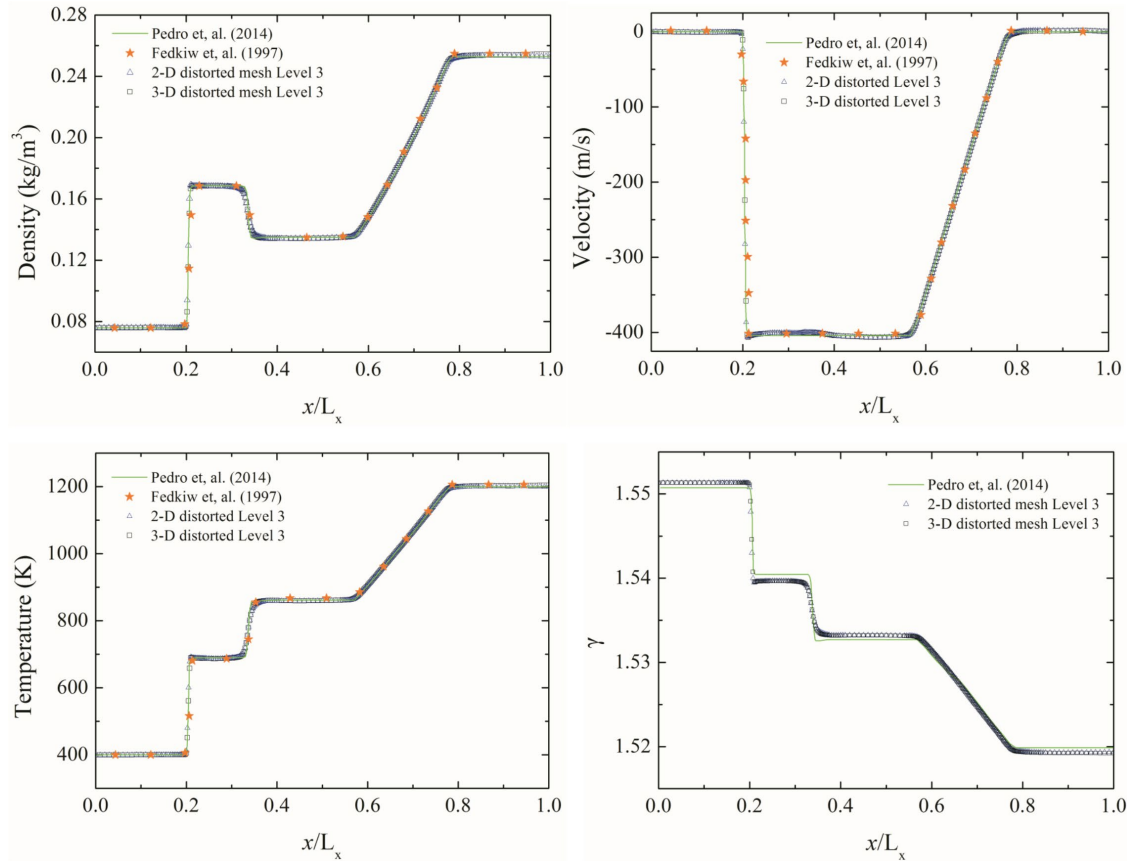 0.28
0.24
0.20
0.16
0.12
0.08
Density (kg/m³)
Pedro et, al. (2014)
Fedkiw et, al. (1997)
2-D distorted mesh Level 3
3-D distorted mesh Level 3
0.0 0.2 0.4 0.6 0.8 1.0
x/Lₓ
0
-100
-200
-300
-400
Velocity (m/s)
Pedro et, al. (2014)
Fedkiw et, al. (1997)
2-D distorted Level 3
3-D distorted Level 3
0.0 0.2 0.4 0.6 0.8 1.0
x/Lₓ
1200
1000
800
600
400
Temperature (K)
Pedro et, al. (2014)
Fedkiw et, al. (1997)
2-D distorted Level 3
3-D distorted Level 3
0.0 0.2 0.4 0.6 0.8 1.0
x/Lₓ
1.55
1.54
1.53
1.52
γ
Pedro et, al. (2014)
2-D distorted mesh Level 3
3-D distorted mesh Level 3
0.0 0.2 0.4 0.6 0.8 1.0
x/Lₓ